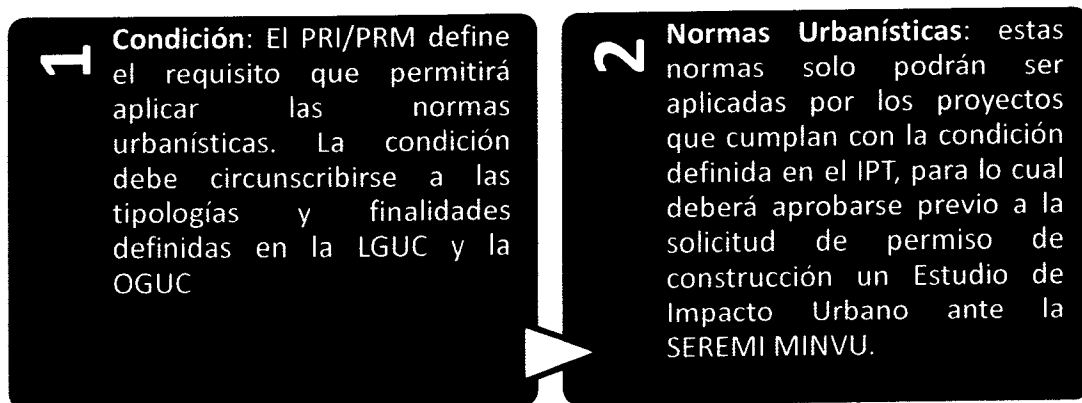 1
Condición: El PRI/PRM define
el requisito que permitirá
aplicar las normas
urbanísticas. La condición
debe circunscribirse a las
tipologías y finalidades
definidas en la LGUC y la
OGUC
2
Normas Urbanísticas: estas
normas solo podrán ser
aplicadas por los proyectos
que cumplan con la condición
definida en el IPT, para lo cual
deberá aprobarse previo a la
solicitud de permiso de
construcción un Estudio de
Impacto Urbano ante la
SEREMI MINVU.